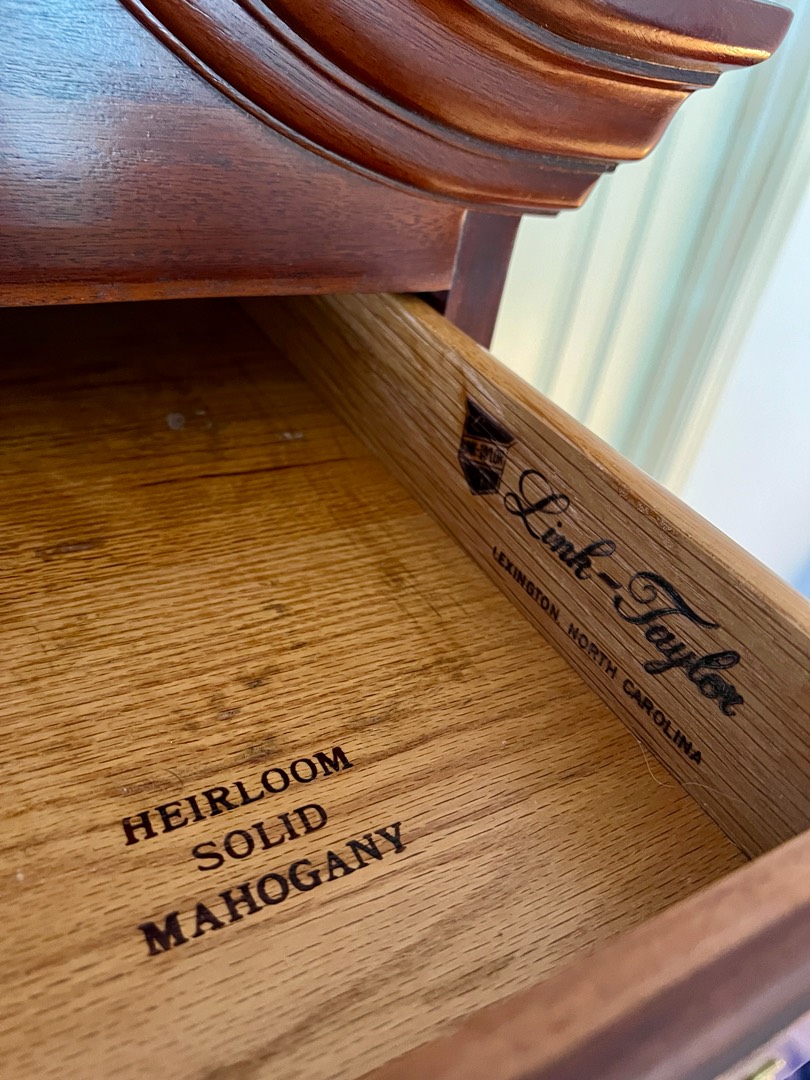 Link-Taylor
LEXINGTON, NORTH CAROLINA
HEIRLOOM
SOLID
MAHOGANY